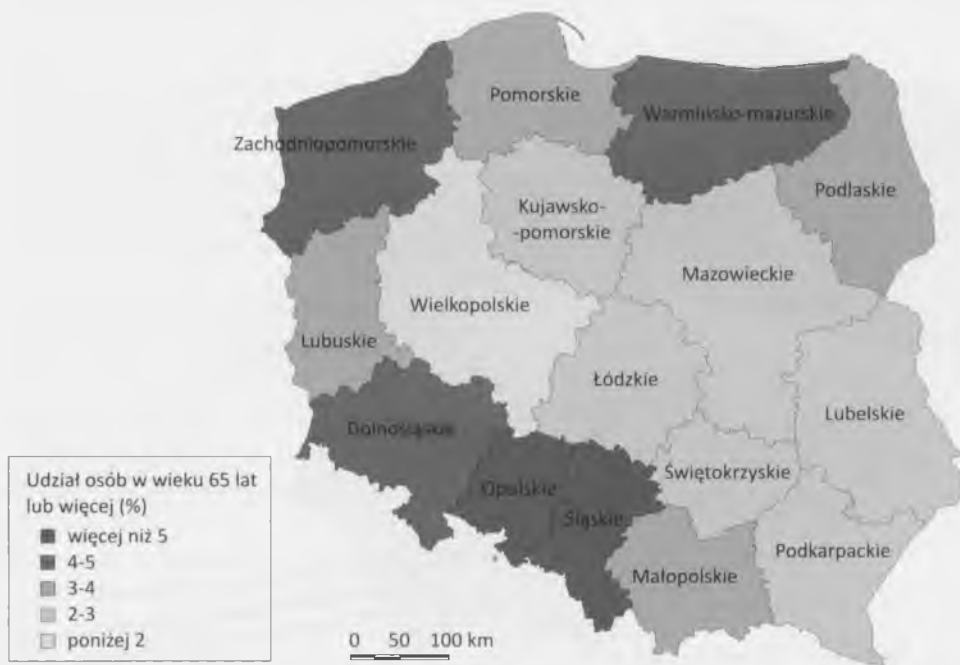 Pomorskie
Warmińsko-mazurskie
Zachodniopomorskie
Podlaskie
Kujawsko-
-pomorskie
Mazowieckie
Wielkopolskie
Lubuskie
Łódzkie
Lubelskie
Dolnośląskie
Świętokrzyskie
Opolskie
Śląskie
Podkarpackie
Małopolskie
Udział osób w wieku 65 lat
lub więcej (%)
więcej niż 5
4-5
3-4
2-3
poniżej 2
0 50 100 km